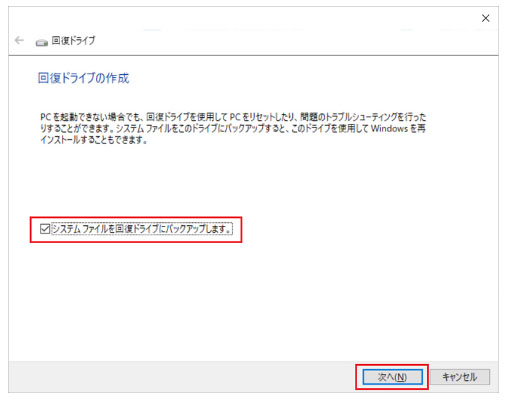 回復ドライブ
回復ドライブの作成
PC を起動できない場合でも、回復ドライブを使用して PC をリセットしたり、問題のトラブルシューティングを行った
りすることができます。システム ファイルをこのドライブにバックアップすると、このドライブを使用して Windows を再
インストールすることもできます。
システム ファイルを回復ドライブにバックアップします。
次へ(N) キャンセル